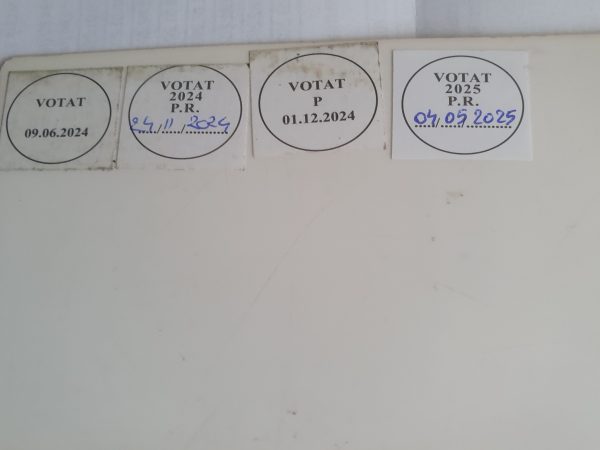 VOTAT
09.06.2024
VOTAT
2024
P.R.
24/11/2024
VOTAT
P
01.12.2024
VOTAT
2025
P.R.
04/05 2025